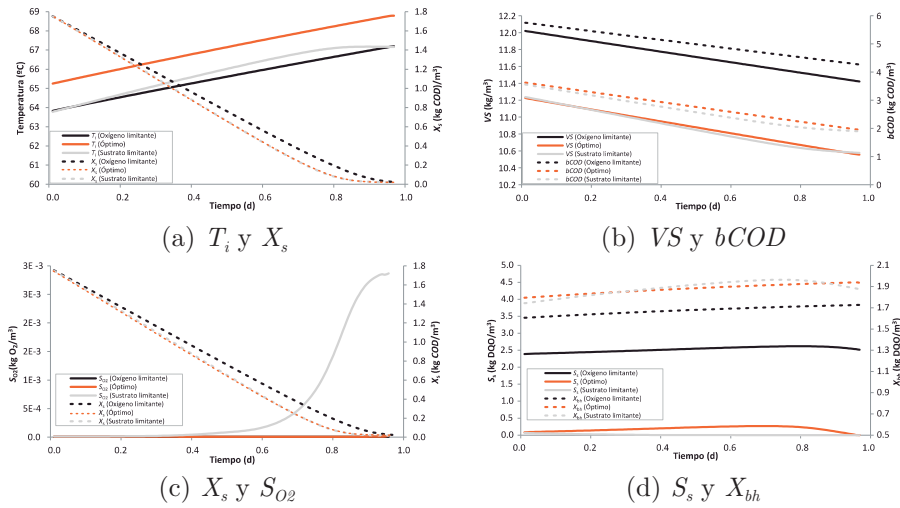 69
68
67
66
65
64
63
62
61
60
Temperatura (ºC)
1.8
1.6
1.4
1.2
1.0
0.8
0.6
0.4
0.2
0.0
Xs (kg COD)/m³)
Ti (Oxigeno limitante)
Ti (Óptimo)
Ti (Sustrato limitante)
Xs (Oxigeno limitante)
Xs (Óptimo)
Xs (Sustrato limitante)
0.0 0.2 0.4 0.6 0.8 1.0
Tiempo (d)
(a) Ti y Xs
12.2
12.0
11.8
11.6
11.4
11.2
11.0
10.8
10.6
10.4
10.2
VS (kg/m³)
6
5
4
3
2
1
0
bCOD (kg COD/m³)
VS (Oxigeno limitante)
VS (Óptimo)
VS (Sustrato limitante)
bCOD (Oxigeno limitante)
bCOD (Óptimo)
bCOD (Sustrato limitante)
0.0 0.2 0.4 0.6 0.8 1.0
Tiempo (d)
(b) VS y bCOD
3E-3
3E-3
2E-3
2E-3
1E-3
5E-4
0.0
SO2(kg O₂/m³)
1.8
1.6
1.4
1.2
1.0
0.8
0.6
0.4
0.2
0.0
Xs (kg COD/m³)
SO2 (Oxigeno limitante)
SO2 (Óptimo)
SO2 (Sustrato limitante)
Xs (Oxigeno limitante)
Xs (Óptimo)
Xs (Sustrato limitante)
0.0 0.2 0.4 0.6 0.8 1.0
Tiempo (d)
(c) Xs y SO2
5.0
4.5
4.0
3.5
3.0
2.5
2.0
1.5
1.0
0.5
0.0
Ss (kg DQO/m³)
2.1
1.9
1.7
1.5
1.3
1.1
0.9
0.7
0.5
Xbh (kg DQO/m³)
Ss (Oxigeno limitante)
Ss (Óptimo)
Ss (Sustrato limitante)
Xbh (Oxigeno limitante)
Xbh (Óptimo)
Xbh (Sustrato limitante)
0.0 0.2 0.4 0.6 0.8 1.0
Tiempo (d)
(d) Ss y Xbh